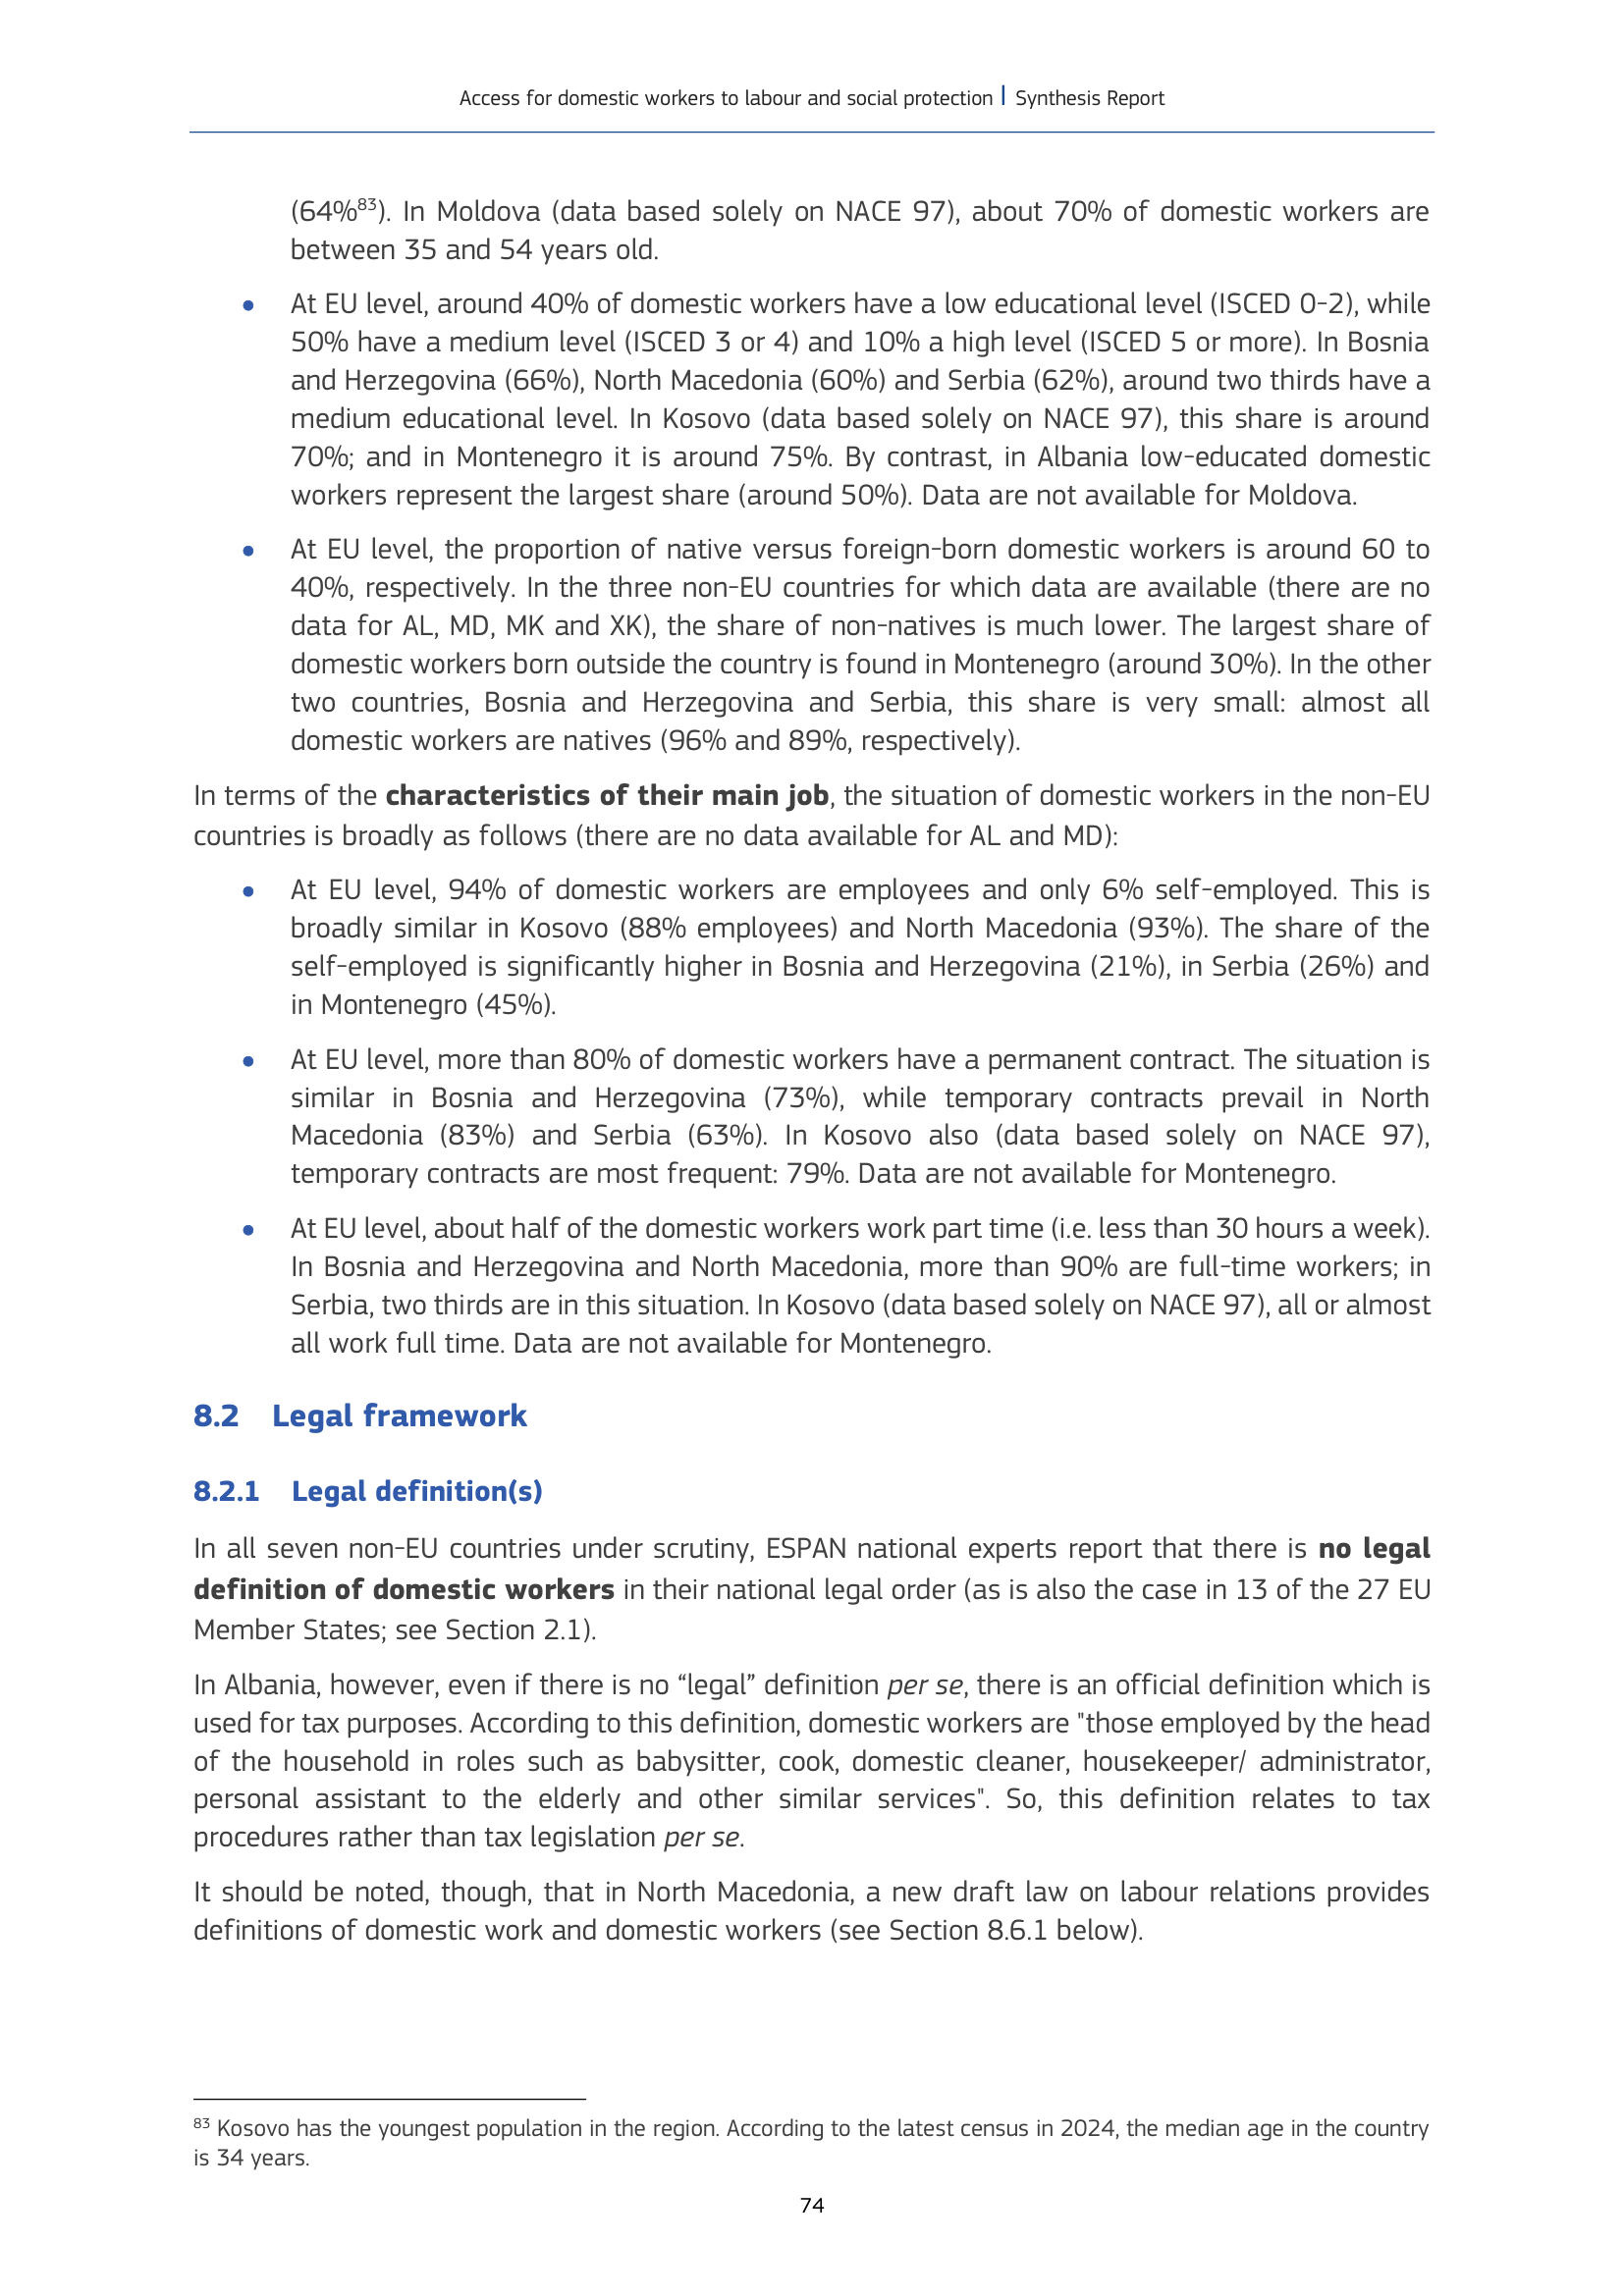 Access for domestic workers to labour and social protection | Synthesis Report
(64%⁸³). In Moldova (data based solely on NACE 97), about 70% of domestic workers are
between 35 and 54 years old.
• At EU level, around 40% of domestic workers have a low educational level (ISCED 0-2), while
50% have a medium level (ISCED 3 or 4) and 10% a high level (ISCED 5 or more). In Bosnia
and Herzegovina (66%), North Macedonia (60%) and Serbia (62%), around two thirds have a
medium educational level. In Kosovo (data based solely on NACE 97), this share is around
70%; and in Montenegro it is around 75%. By contrast, in Albania low-educated domestic
workers represent the largest share (around 50%). Data are not available for Moldova.
• At EU level, the proportion of native versus foreign-born domestic workers is around 60 to
40%, respectively. In the three non-EU countries for which data are available (there are no
data for AL, MD, MK and XK), the share of non-natives is much lower. The largest share of
domestic workers born outside the country is found in Montenegro (around 30%). In the other
two countries, Bosnia and Herzegovina and Serbia, this share is very small: almost all
domestic workers are natives (96% and 89%, respectively).
In terms of the characteristics of their main job, the situation of domestic workers in the non-EU
countries is broadly as follows (there are no data available for AL and MD):
• At EU level, 94% of domestic workers are employees and only 6% self-employed. This is
broadly similar in Kosovo (88% employees) and North Macedonia (93%). The share of the
self-employed is significantly higher in Bosnia and Herzegovina (21%), in Serbia (26%) and
in Montenegro (45%).
• At EU level, more than 80% of domestic workers have a permanent contract. The situation is
similar in Bosnia and Herzegovina (73%), while temporary contracts prevail in North
Macedonia (83%) and Serbia (63%). In Kosovo also (data based solely on NACE 97),
temporary contracts are most frequent: 79%. Data are not available for Montenegro.
• At EU level, about half of the domestic workers work part time (i.e. less than 30 hours a week).
In Bosnia and Herzegovina and North Macedonia, more than 90% are full-time workers; in
Serbia, two thirds are in this situation. In Kosovo (data based solely on NACE 97), all or almost
all work full time. Data are not available for Montenegro.
8.2 Legal framework
8.2.1 Legal definition(s)
In all seven non-EU countries under scrutiny, ESPAN national experts report that there is no legal
definition of domestic workers in their national legal order (as is also the case in 13 of the 27 EU
Member States; see Section 2.1).
In Albania, however, even if there is no “legal” definition per se, there is an official definition which is
used for tax purposes. According to this definition, domestic workers are "those employed by the head
of the household in roles such as babysitter, cook, domestic cleaner, housekeeper/ administrator,
personal assistant to the elderly and other similar services". So, this definition relates to tax
procedures rather than tax legislation per se.
It should be noted, though, that in North Macedonia, a new draft law on labour relations provides
definitions of domestic work and domestic workers (see Section 8.6.1 below).
⁸³ Kosovo has the youngest population in the region. According to the latest census in 2024, the median age in the country
is 34 years.
74